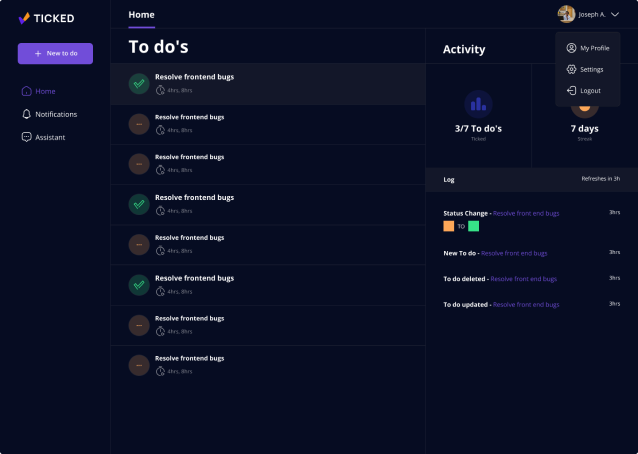 TICKED
+ New to do
Home
Notifications
Assistant
Home
Joseph A.
My Profile
Settings
Logout
To do's
Resolve frontend bugs
4hrs, 8hrs
Resolve frontend bugs
4hrs, 8hrs
Resolve frontend bugs
4hrs, 8hrs
Resolve frontend bugs
4hrs, 8hrs
Resolve frontend bugs
4hrs, 8hrs
Resolve frontend bugs
4hrs, 8hrs
Resolve frontend bugs
4hrs, 8hrs
Resolve frontend bugs
4hrs, 8hrs
Activity
3/7 To do's
Ticked
7 days
Break
Log
Refreshes in 3h
Status Change - Resolve front end bugs 3hrs
TO
New To do - Resolve front end bugs 3hrs
To do deleted - Resolve front end bugs 3hrs
To do updated - Resolve front end bugs 3hrs